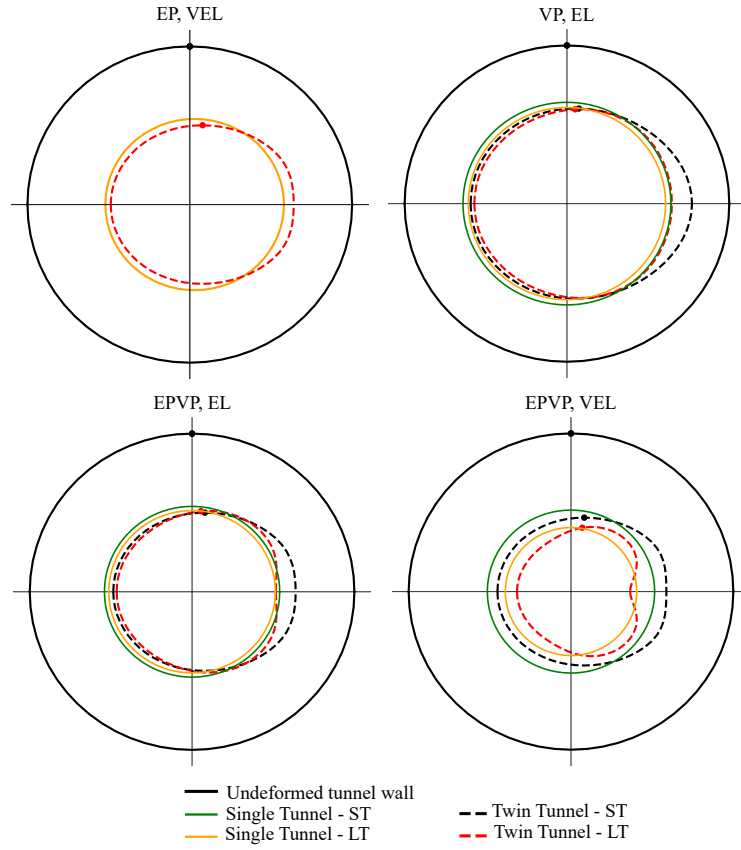 EP, VEL
VP, EL
EPVP, EL
EPVP, VEL
Undeformed tunnel wall
Single Tunnel - ST
Single Tunnel - LT
Twin Tunnel - ST
Twin Tunnel - LT